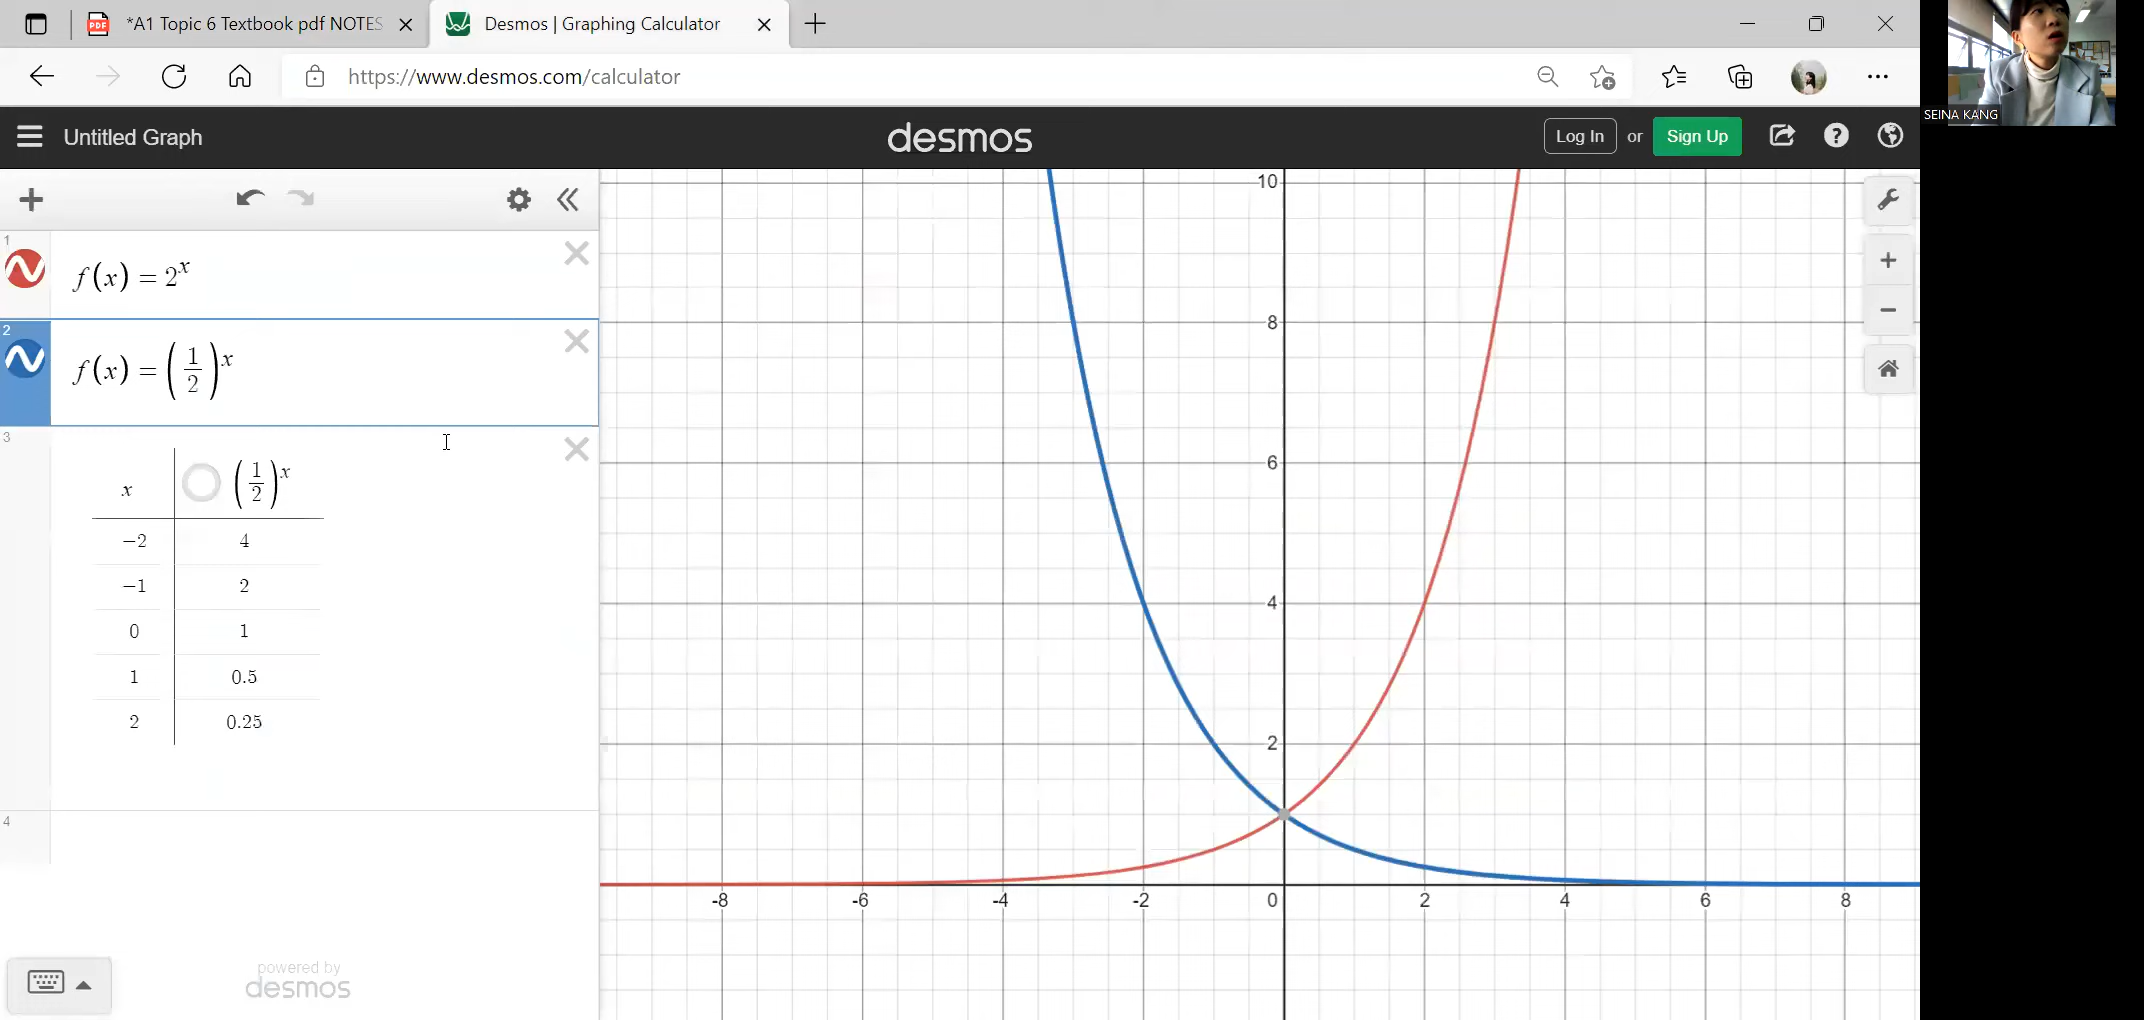 *A1 Topic 6 Textbook pdf NOTES
Desmos | Graphing Calculator
https://www.desmos.com/calculator
SEINA KANG
Untitled Graph
desmos
Log In or Sign Up
1
f(x) = 2^x
2
f(x) = (1/2)^x
3
x (1/2)^x
−2 4
−1 2
0 1
1 0.5
2 0.25
4
powered by
desmos
10
8
6
4
2
-8 -6 -4 -2 0 2 4 6 8